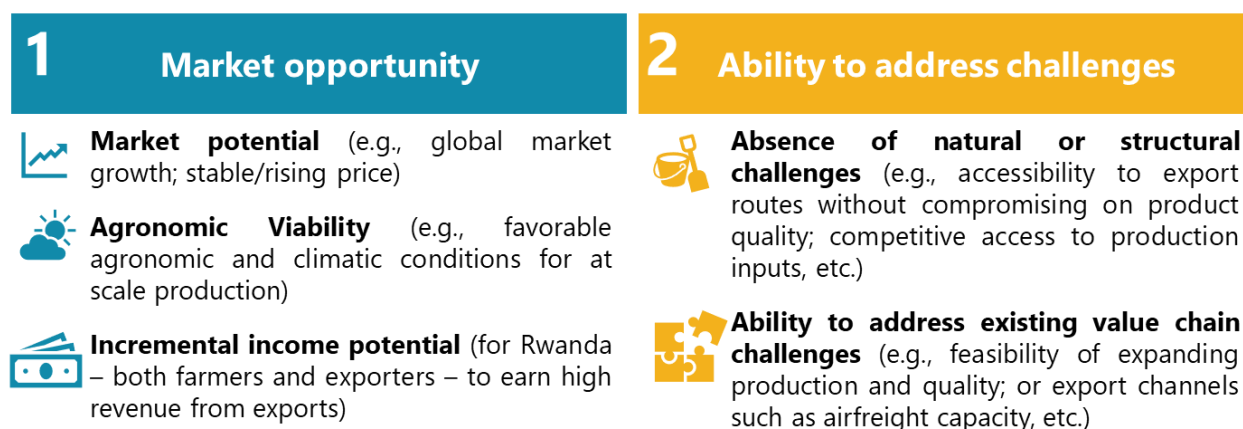 1
Market opportunity
Market potential (e.g., global market
growth; stable/rising price)
Agronomic Viability (e.g., favorable
agronomic and climatic conditions for at
scale production)
Incremental income potential (for Rwanda
– both farmers and exporters – to earn high
revenue from exports)
2
Ability to address challenges
Absence of natural or structural
challenges (e.g., accessibility to export
routes without compromising on product
quality; competitive access to production
inputs, etc.)
Ability to address existing value chain
challenges (e.g., feasibility of expanding
production and quality; or export channels
such as airfreight capacity, etc.)